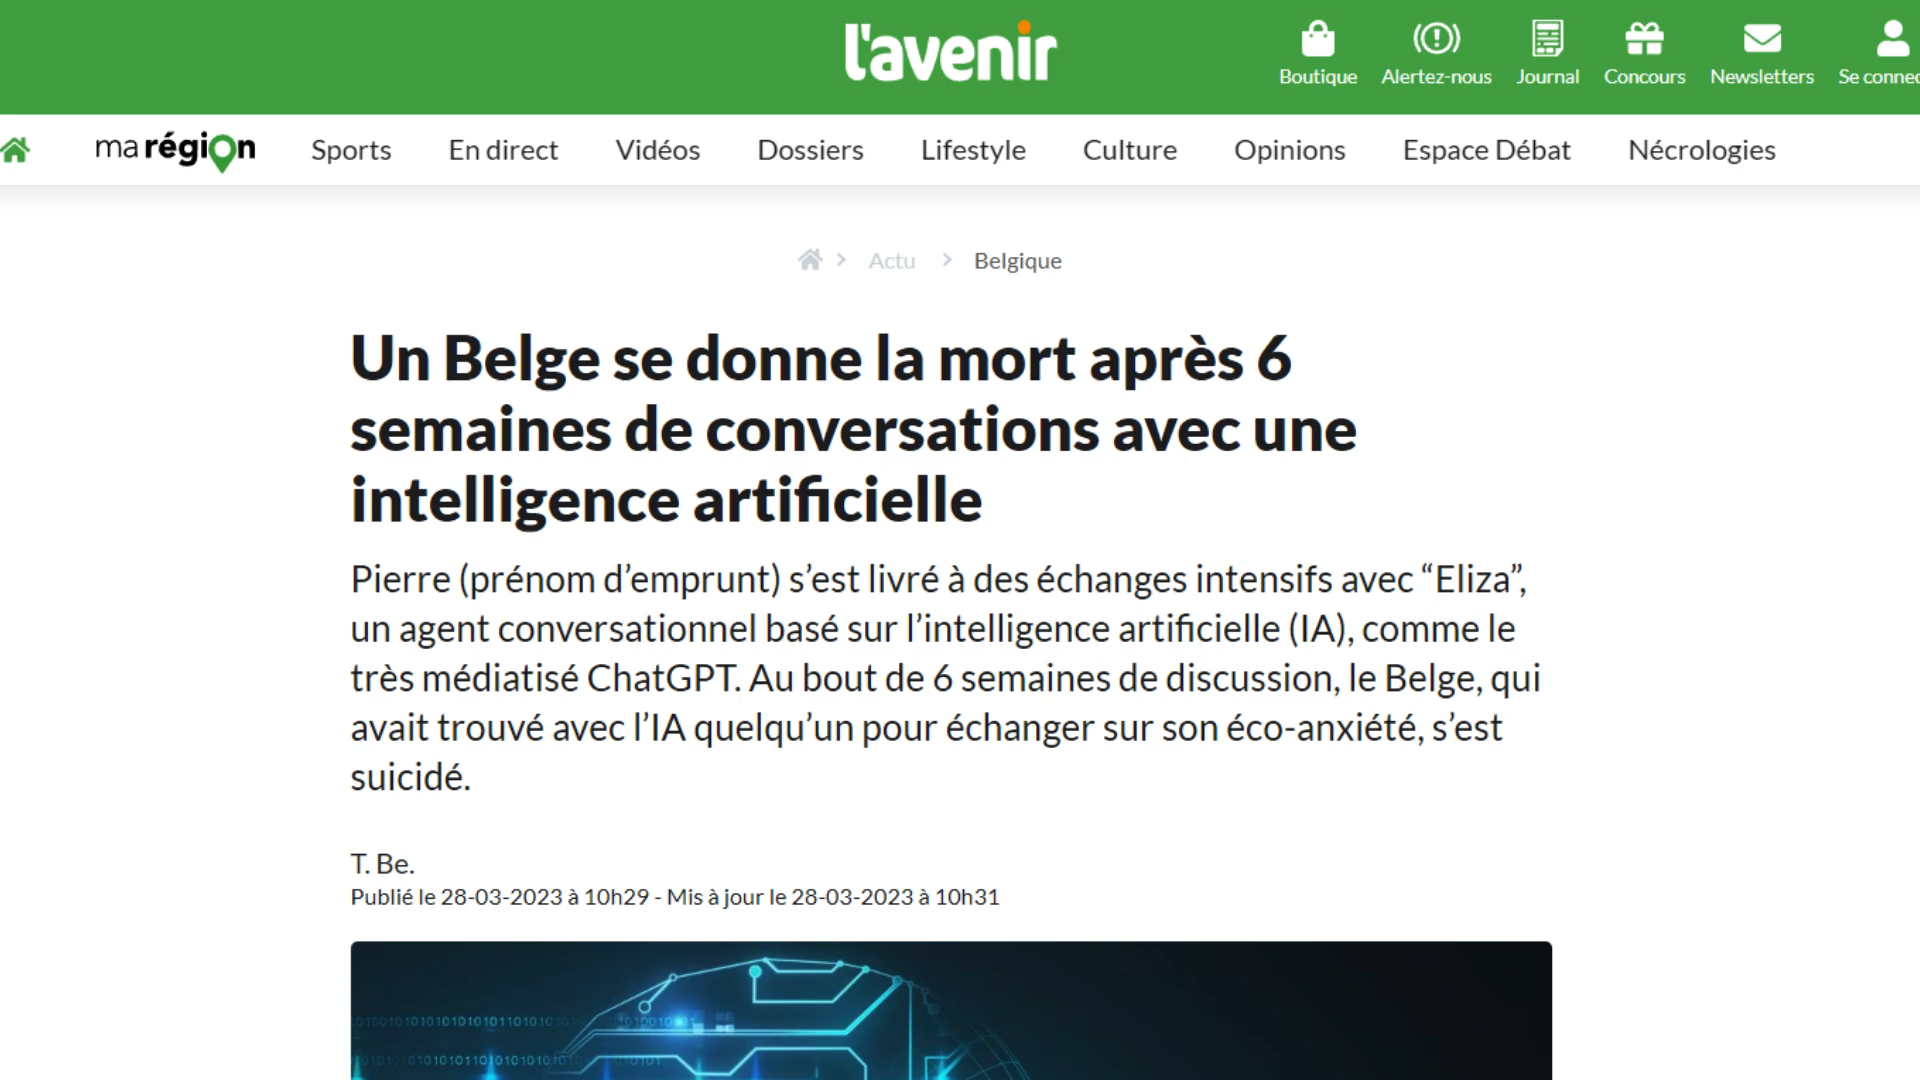 l'avenir
Boutique
Alertez-nous
Journal
Concours
Newsletters
Se connec
ma région
Sports
En direct
Vidéos
Dossiers
Lifestyle
Culture
Opinions
Espace Débat
Nécrologies
Actu
Belgique
Un Belge se donne la mort après 6
semaines de conversations avec une
intelligence artificielle
Pierre (prénom d’emprunt) s’est livré à des échanges intensifs avec “Eliza”,
un agent conversationnel basé sur l’intelligence artificielle (IA), comme le
très médiatisé ChatGPT. Au bout de 6 semaines de discussion, le Belge, qui
avait trouvé avec l’IA quelqu’un pour échanger sur son éco-anxiété, s’est
suicidé.
T. Be.
Publié le 28-03-2023 à 10h29 - Mis à jour le 28-03-2023 à 10h31